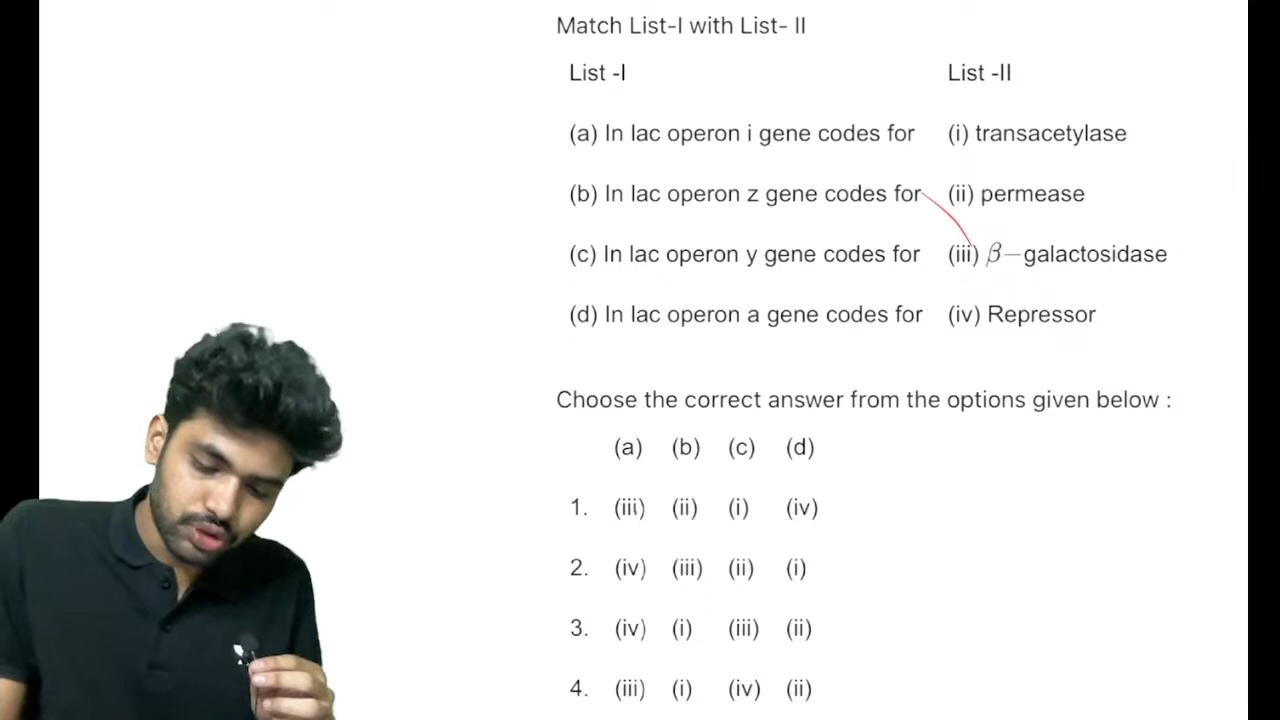 Match List-I with List- II
List -I List -II
(a) In lac operon i gene codes for (i) transacetylase
(b) In lac operon z gene codes for (ii) permease
(c) In lac operon y gene codes for (iii) β−galactosidase
(d) In lac operon a gene codes for (iv) Repressor
Choose the correct answer from the options given below :
(a) (b) (c) (d)
1. (iii) (ii) (i) (iv)
2. (iv) (iii) (ii) (i)
3. (iv) (i) (iii) (ii)
4. (iii) (i) (iv) (ii)